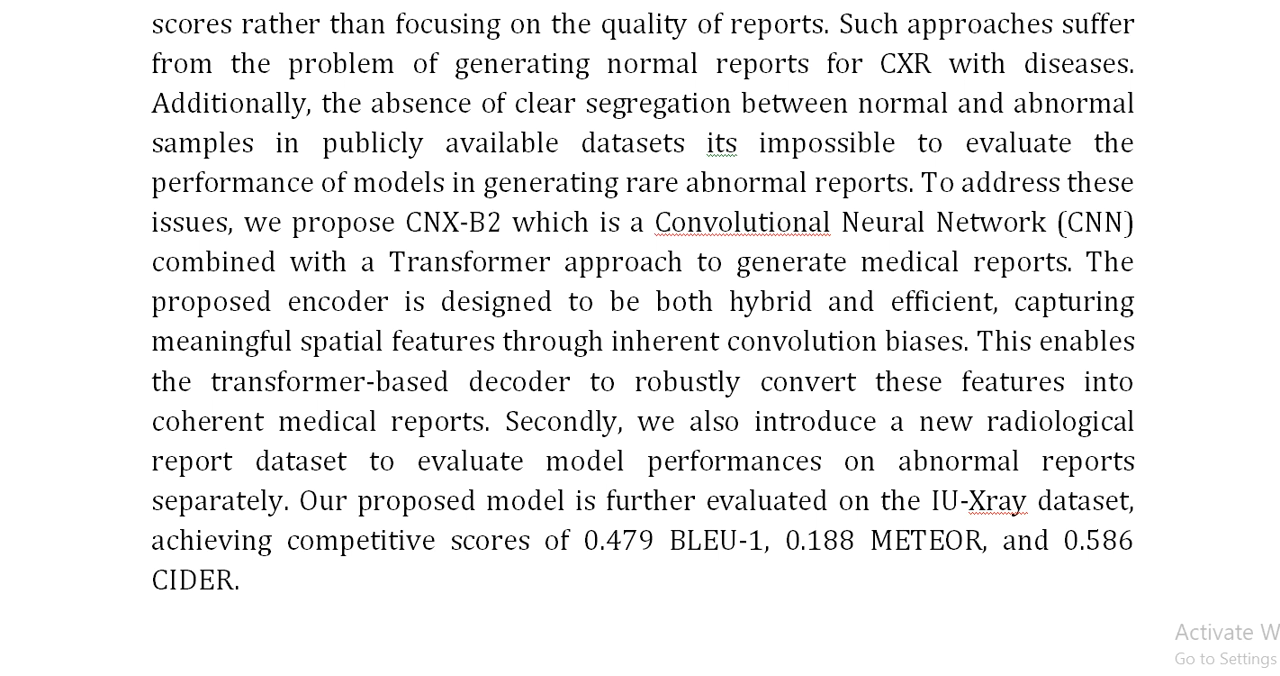 scores rather than focusing on the quality of reports. Such approaches suffer
from the problem of generating normal reports for CXR with diseases.
Additionally, the absence of clear segregation between normal and abnormal
samples in publicly available datasets its impossible to evaluate the
performance of models in generating rare abnormal reports. To address these
issues, we propose CNX-B2 which is a Convolutional Neural Network (CNN)
combined with a Transformer approach to generate medical reports. The
proposed encoder is designed to be both hybrid and efficient, capturing
meaningful spatial features through inherent convolution biases. This enables
the transformer-based decoder to robustly convert these features into
coherent medical reports. Secondly, we also introduce a new radiological
report dataset to evaluate model performances on abnormal reports
separately. Our proposed model is further evaluated on the IU-Xray dataset,
achieving competitive scores of 0.479 BLEU-1, 0.188 METEOR, and 0.586
CIDER.
Activate W
Go to Settings